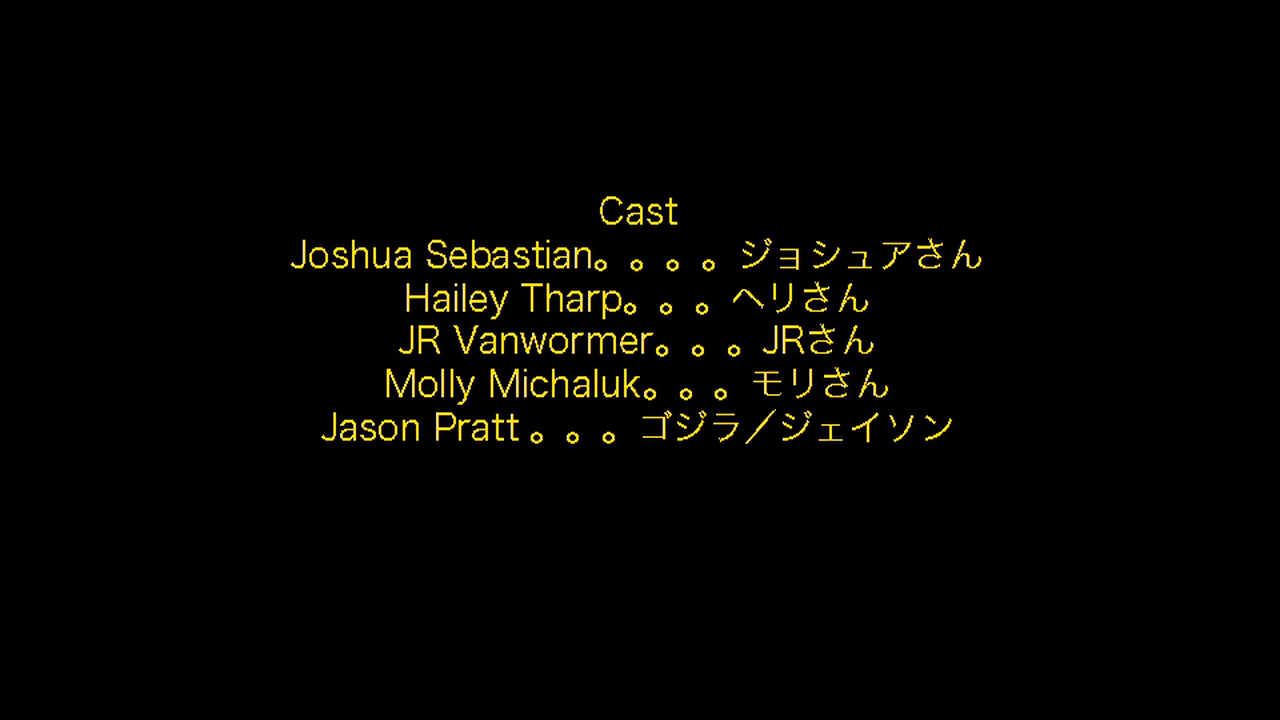 Cast
Joshua Sebastian。。。。ジョシュアさん
Hailey Tharp。。。ヘリさん
JR Vanwormer。。。JRさん
Molly Michaluk。。。モリさん
Jason Pratt 。。。ゴジラ／ジェイソン